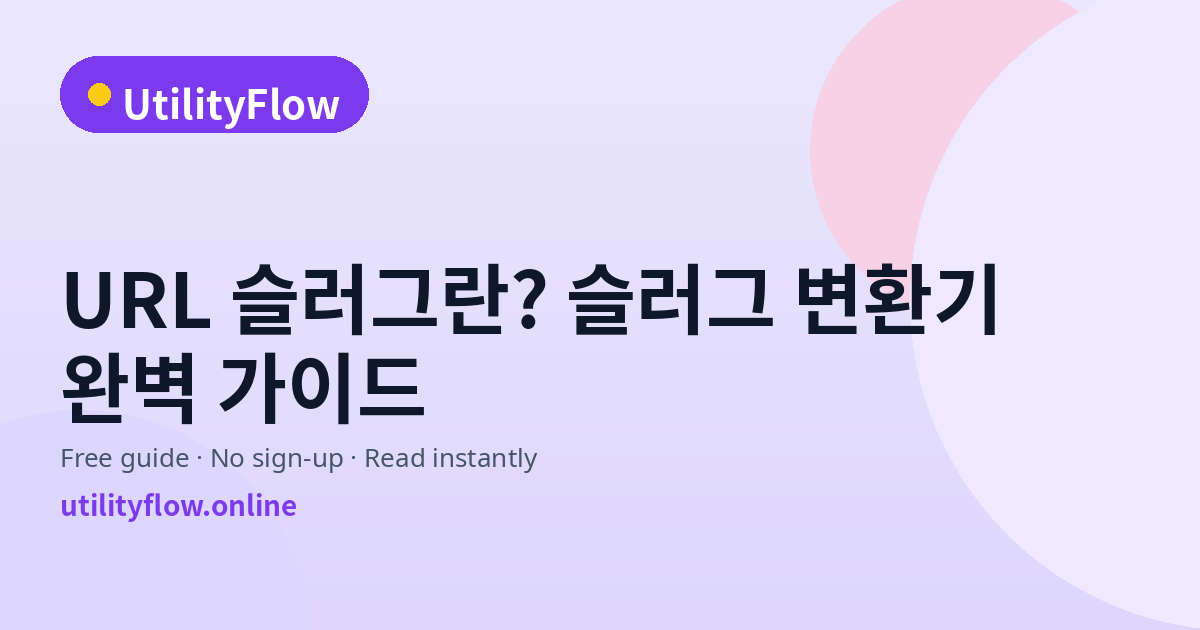 UtilityFlow
URL 슬러그란? 슬러그 변환기
완벽 가이드
Free guide · No sign-up · Read instantly
utilityflow.online